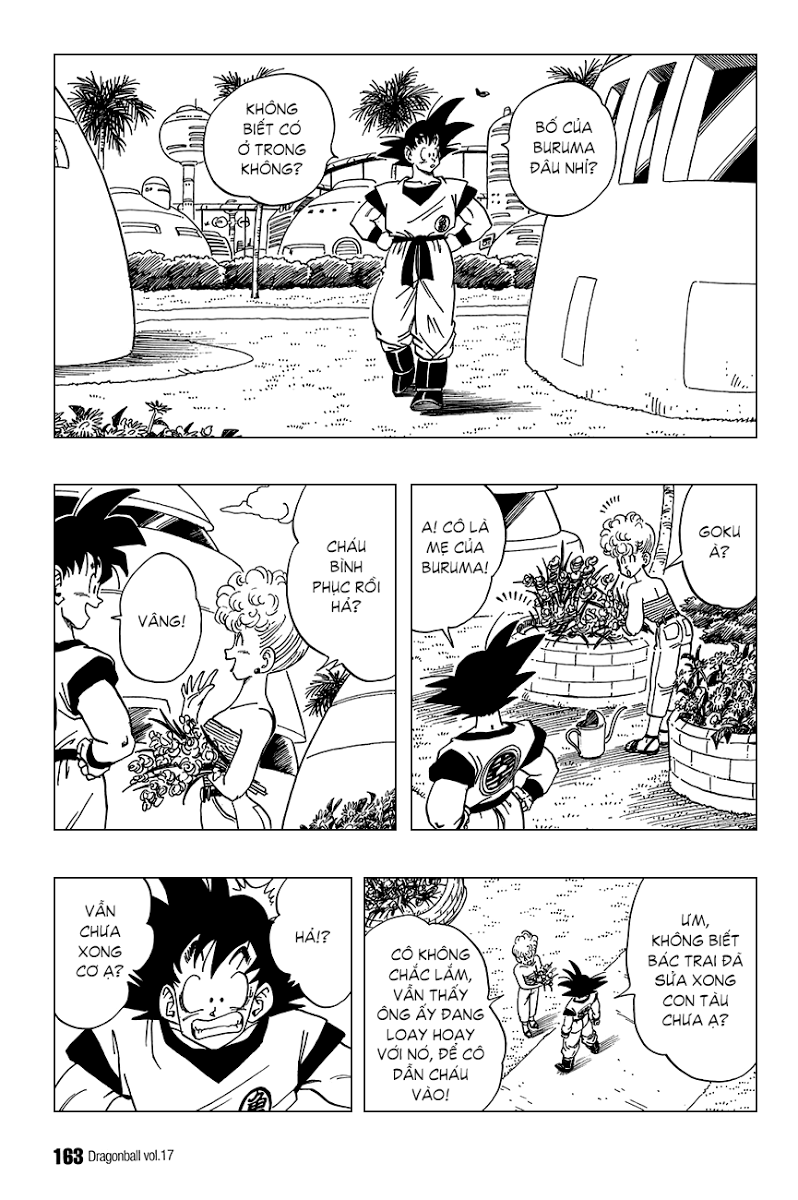 BỐ CỦA
BURUMA
ĐÂU NHỈ?
KHÔNG
BIẾT CÓ
Ở TRONG
KHÔNG?
GOKU
À?
A! CÔ LÀ
MẸ CỦA
BURUMA!
CHÁU
BÌNH
PHỤC RỒI
HẢ?
VÂNG!
ƯM,
KHÔNG BIẾT
BÁC TRAI ĐÃ
SỬA XONG
CON TÀU
CHƯA Ạ?
CÔ KHÔNG
CHẮC LẮM,
VẪN THẤY
ÔNG ẤY ĐANG
LOAY HOAY
VỚI NÓ, ĐỂ CÔ
DẪN CHÁU
VÀO!
HẢ!?
VẪN
CHƯA
XONG
CƠ Ạ?
163 Dragonball vol.17